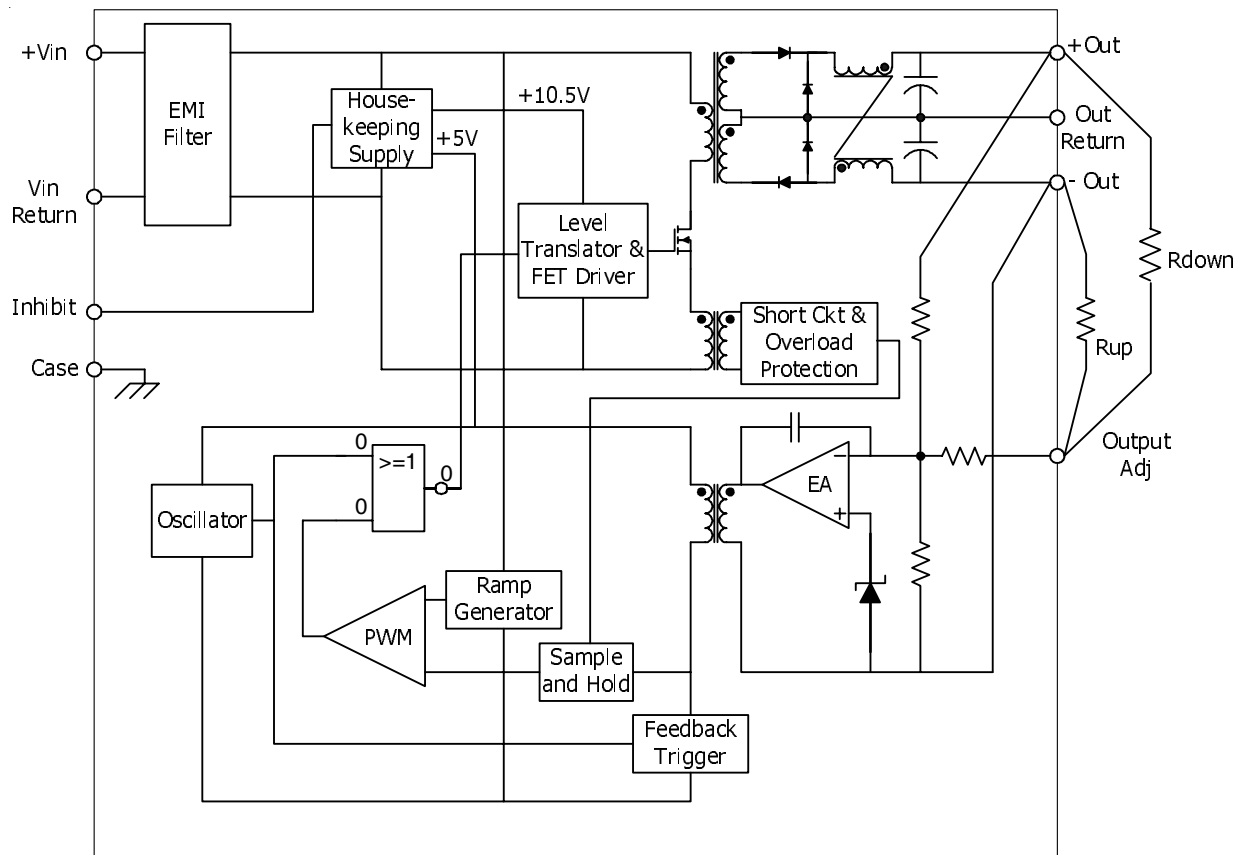 +Vin
EMI
Filter
House-
keeping
Supply
+10.5V
+5V
+Out
Out
Return
- Out
Vin
Return
Level
Translator &
FET Driver
Rdown
Inhibit
Short Ckt &
Overload
Protection
Rup
Case
0
>=1
0
0
Output
Adj
EA
−
+
Oscillator
Ramp
Generator
PWM
Sample
and Hold
Feedback
Trigger